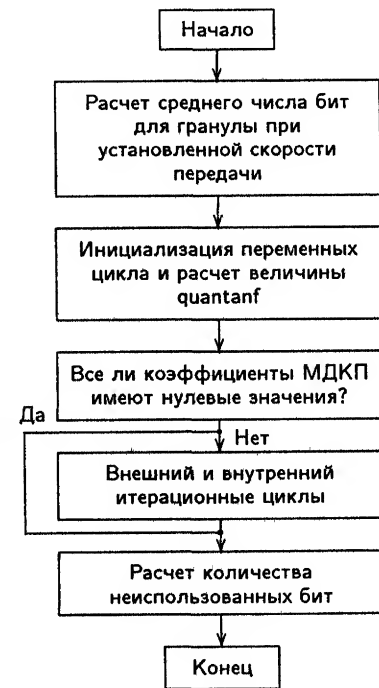 Начало
Расчет среднего числа бит
для гранулы при
установленной скорости
передачи
Инициализация переменных
цикла и расчет величины
quantanf
Все ли коэффициенты МДКП
имеют нулевые значения?
Да
Нет
Внешний и внутренний
итерационные циклы
Расчет количества
неиспользованных бит
Конец